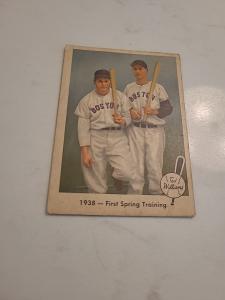 BOSTON
BOSTON
1938 — First Spring Training
Ted
Williams